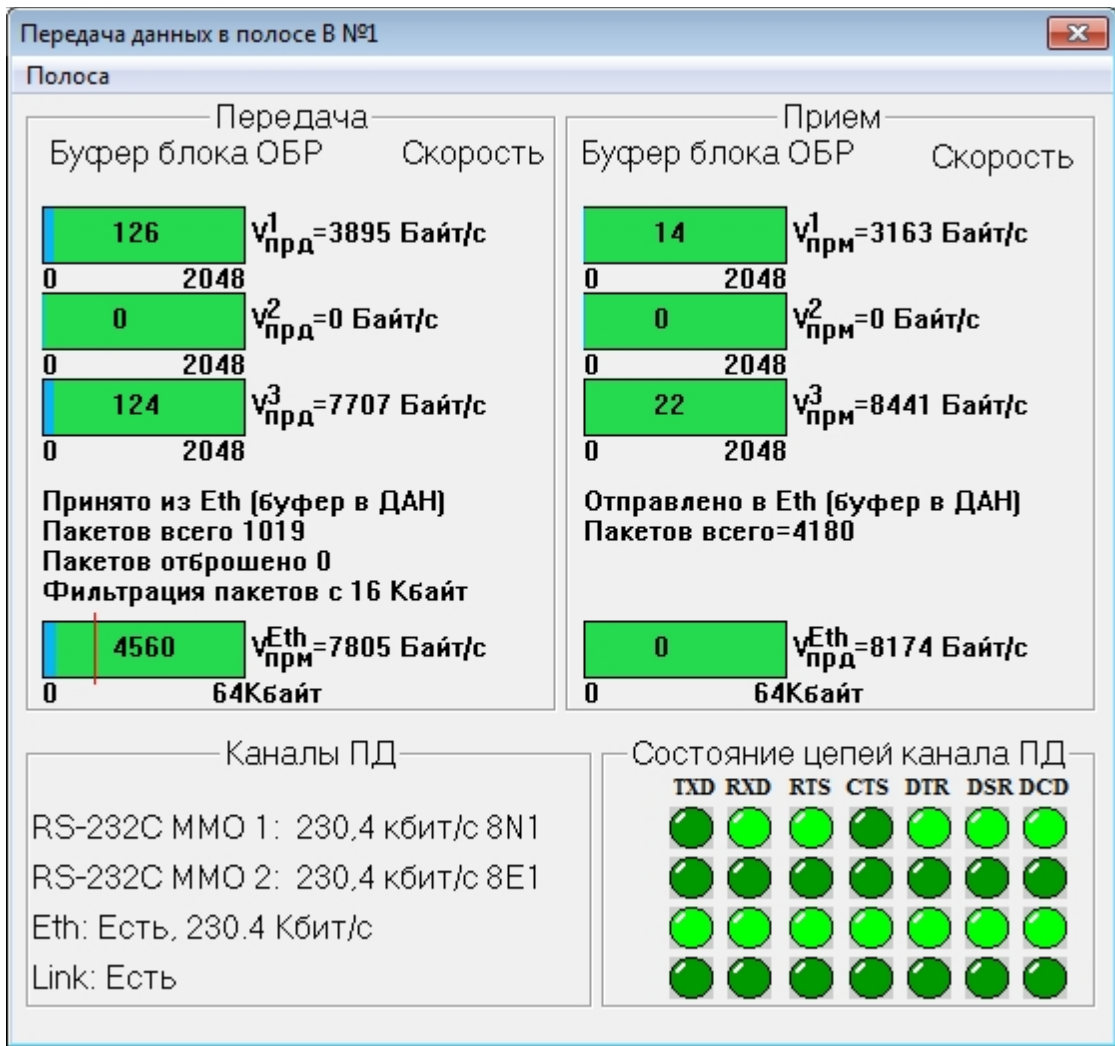 Передача данных в полосе В №1
Полоса
Передача
Буфер блока ОБР Скорость
126 V¹прд=3895 Байт/с
0 2048
0 V²прд=0 Байт/с
0 2048
124 V³прд=7707 Байт/с
0 2048
Принято из Eth (буфер в ДАН)
Пакетов всего 1019
Пакетов отброшено 0
Фильтрация пакетов с 16 Кбайт
4560 VEthпрм=7805 Байт/с
0 64Кбайт
Прием
Буфер блока ОБР Скорость
14 V¹прм=3163 Байт/с
0 2048
0 V²прм=0 Байт/с
0 2048
22 V³прм=8441 Байт/с
0 2048
Отправлено в Eth (буфер в ДАН)
Пакетов всего=4180
0 VEthпрд=8174 Байт/с
0 64Кбайт
Каналы ПД
RS-232C ММО 1: 230,4 кбит/с 8N1
RS-232C ММО 2: 230,4 кбит/с 8E1
Eth: Есть, 230.4 Кбит/с
Link: Есть
Состояние цепей канала ПД
TXD RXD RTS CTS DTR DSR DCD